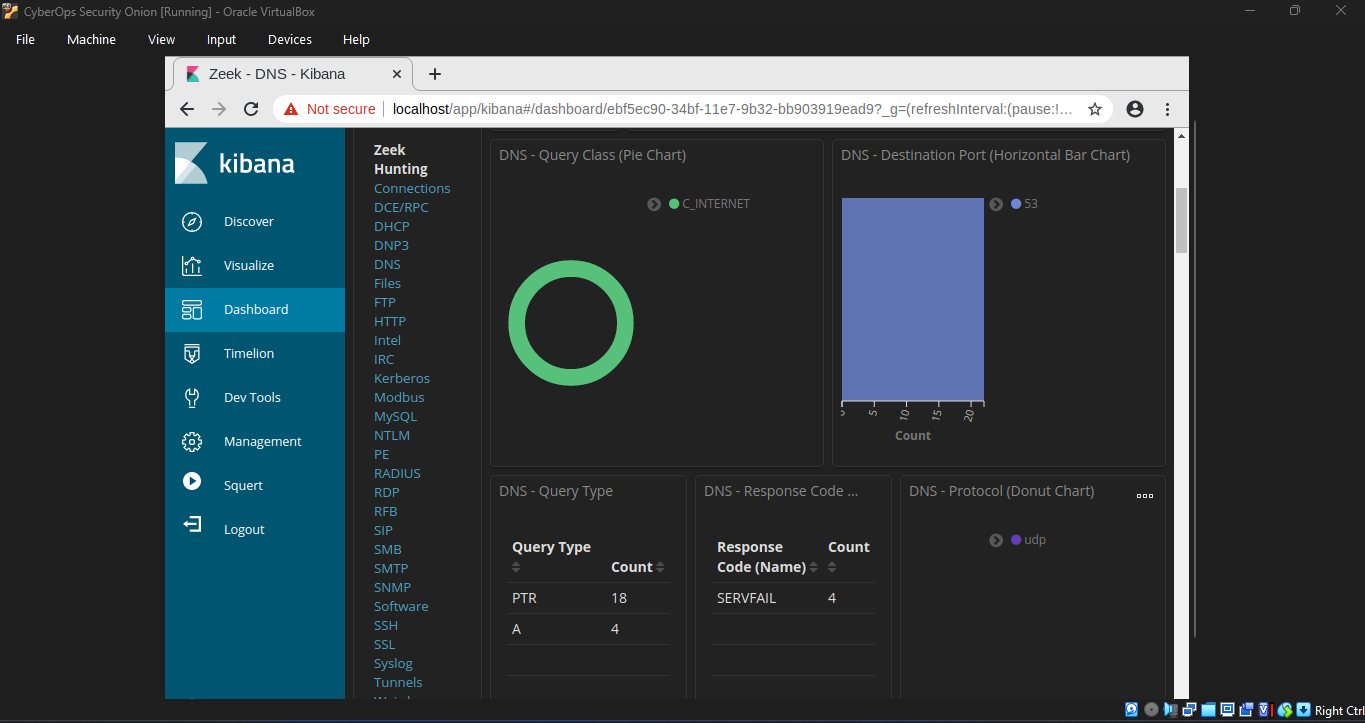 CyberOps Security Onion [Running] - Oracle VirtualBox
File Machine View Input Devices Help
Zeek - DNS - Kibana
Not secure localhost/app/kibana#/dashboard/ebf5ec90-34bf-11e7-9b32-bb903919ead9?_g=(refreshInterval:(pause:!...
kibana
Discover
Visualize
Dashboard
Timelion
Dev Tools
Management
Squert
Logout
Zeek
Hunting
Connections
DCE/RPC
DHCP
DNP3
DNS
Files
FTP
HTTP
Intel
IRC
Kerberos
Modbus
MySQL
NTLM
PE
RADIUS
RDP
RFB
SIP
SMB
SMTP
SNMP
Software
SSH
SSL
Syslog
Tunnels
DNS - Query Class (Pie Chart)
C_INTERNET
DNS - Destination Port (Horizontal Bar Chart)
53
0 5 10 15 20
Count
DNS - Query Type
Query Type Count
PTR 18
A 4
DNS - Response Code ...
Response Count
Code (Name)
SERVFAIL 4
DNS - Protocol (Donut Chart)
udp
Right Ctrl